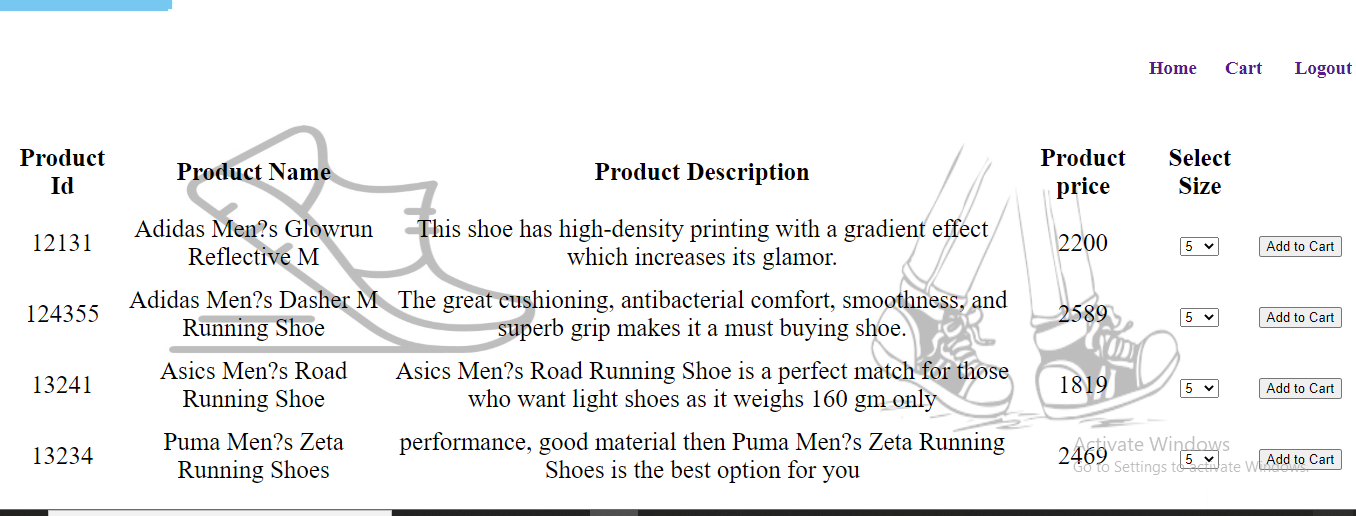 Home Cart Logout
Product Id
Product Name
Product Description
Product price
Select Size
12131
Adidas Men?s Glowrun
Reflective M
This shoe has high-density printing with a gradient effect
which increases its glamor.
2200
5
Add to Cart
124355
Adidas Men?s Dasher M
Running Shoe
The great cushioning, antibacterial comfort, smoothness, and
superb grip makes it a must buying shoe.
2589
5
Add to Cart
13241
Asics Men?s Road
Running Shoe
Asics Men?s Road Running Shoe is a perfect match for those
who want light shoes as it weighs 160 gm only
1819
5
Add to Cart
13234
Puma Men?s Zeta
Running Shoes
performance, good material then Puma Men?s Zeta Running
Shoes is the best option for you
2469
5
Add to Cart
Activate Windows
Go to Settings to activate Windows.